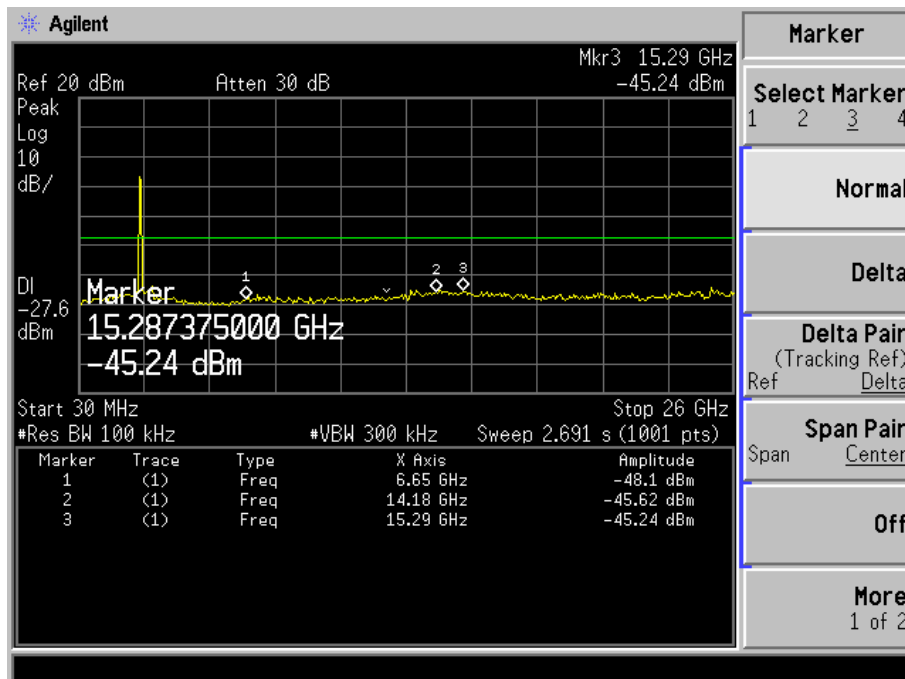 Agilent
Mkr3 15.29 GHz
Ref 20 dBm Atten 30 dB -45.24 dBm
Peak
Log
10
dB/
1
2
3
DI
-27.6
dBm
Marker
15.287375000 GHz
-45.24 dBm
Start 30 MHz Stop 26 GHz
#Res BW 100 kHz #VBW 300 kHz Sweep 2.691 s (1001 pts)
Marker Trace Type X Axis Amplitude
1 (1) Freq 6.65 GHz -48.1 dBm
2 (1) Freq 14.18 GHz -45.62 dBm
3 (1) Freq 15.29 GHz -45.24 dBm
Marker
Select Marker
1 2 3 4
Normal
Delta
Delta Pair
(Tracking Ref)
Ref Delta
Span Pair
Span Center
Off
More
1 of 2